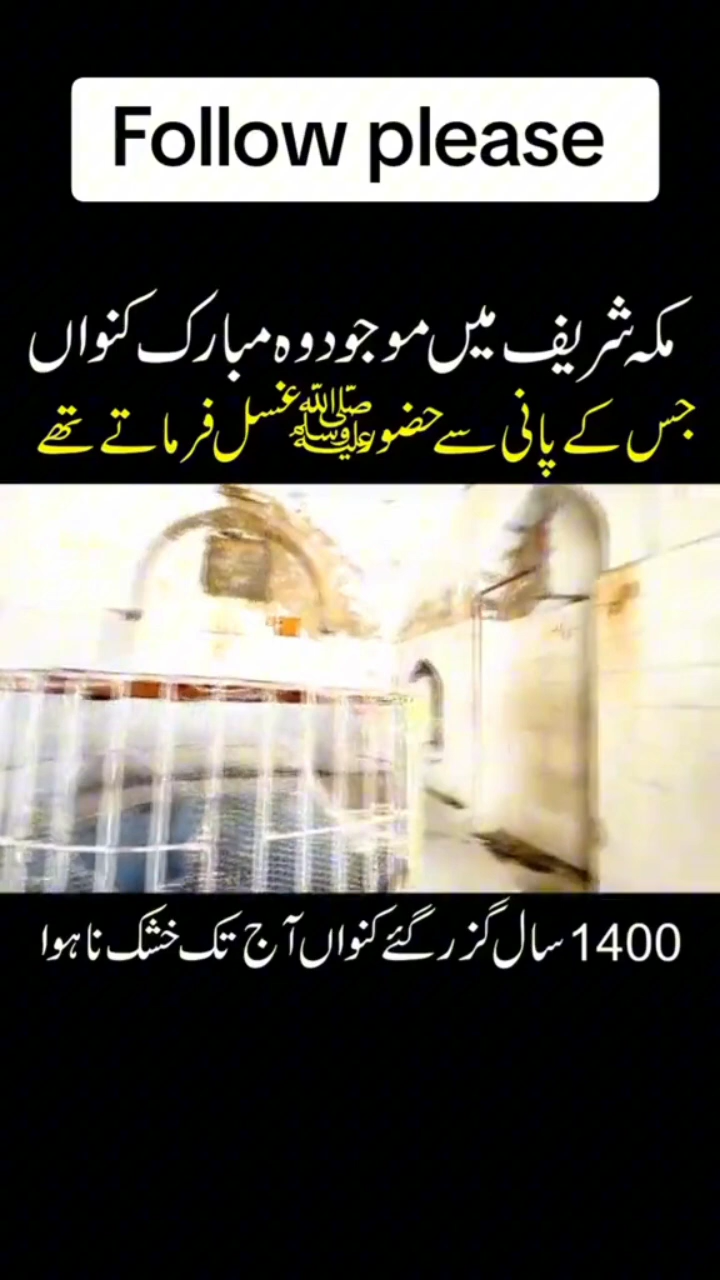 Follow please
مکہ شریف میں موجود وہ مبارک کنواں
جس کے پانی سے حضور ﷺ غسل فرماتے تھے
1400 سال گزر گئے کنواں آج تک خشک نا ہوا